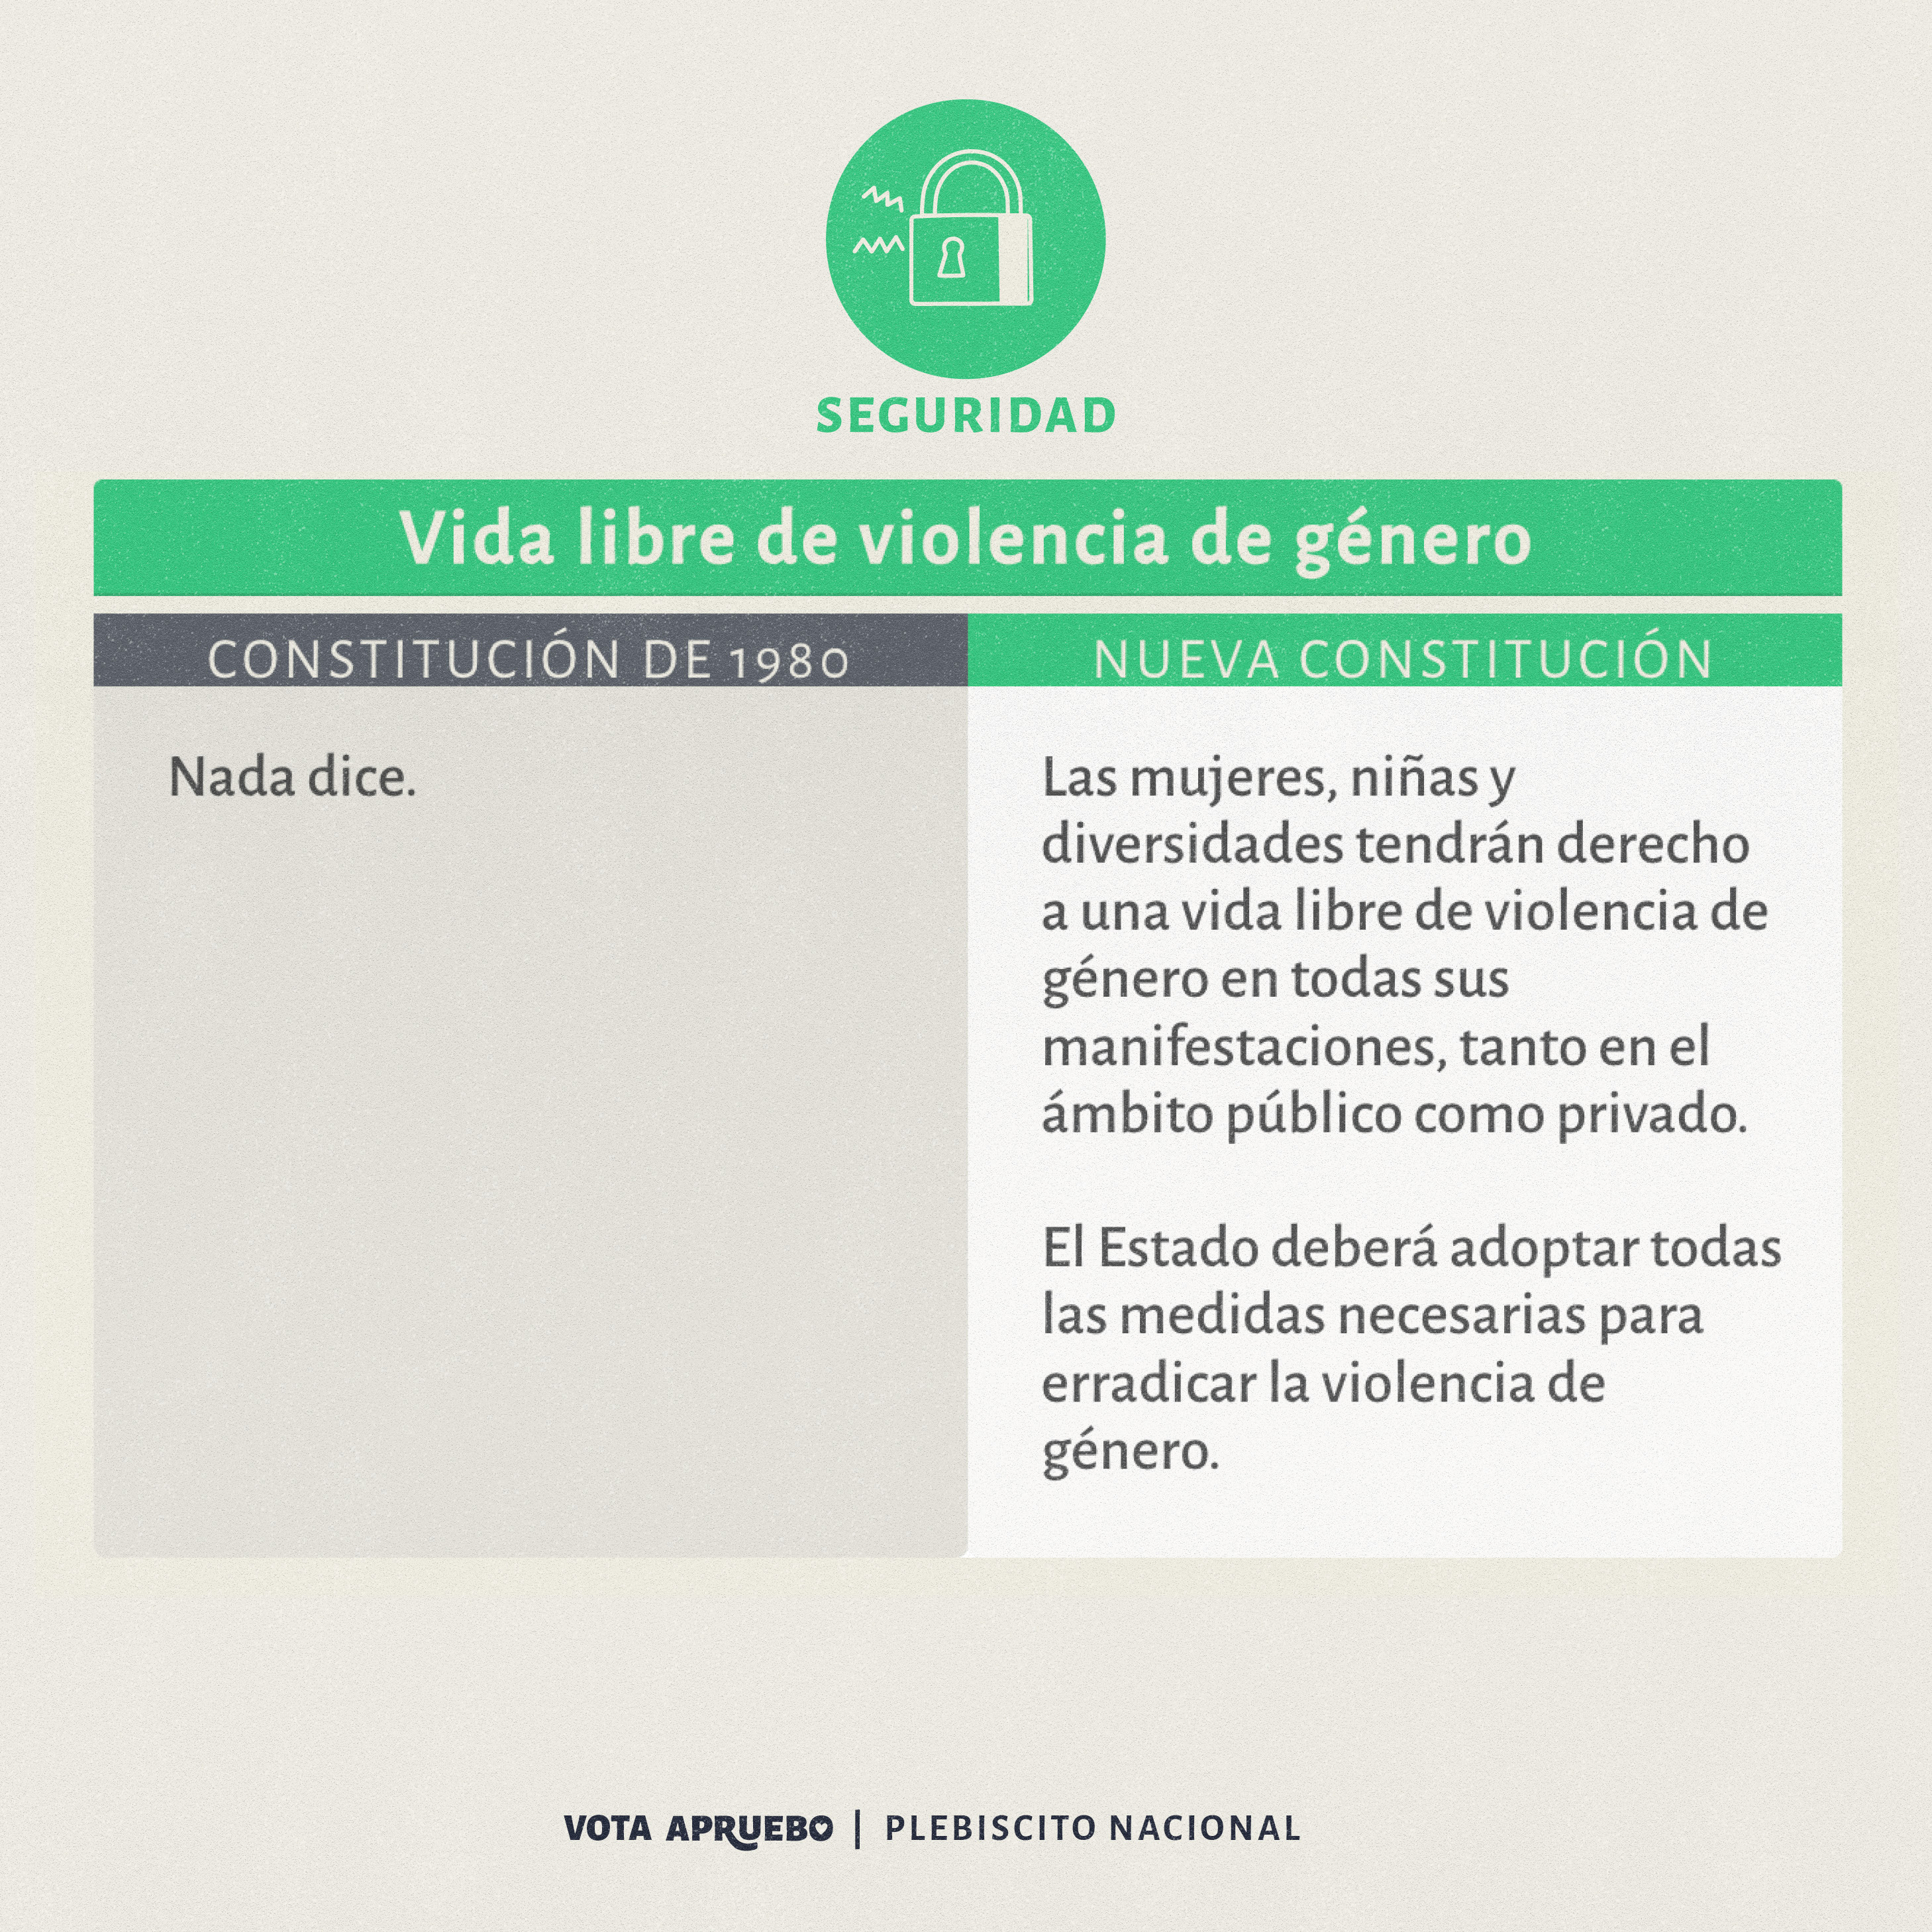 SEGURIDAD
Vida libre de violencia de género
CONSTITUCIÓN DE 1980
Nada dice.
NUEVA CONSTITUCIÓN
Las mujeres, niñas y
diversidades tendrán derecho
a una vida libre de violencia de
género en todas sus
manifestaciones, tanto en el
ámbito público como privado.
El Estado deberá adoptar todas
las medidas necesarias para
erradicar la violencia de
género.
VOTA APRUEBO | PLEBISCITO NACIONAL